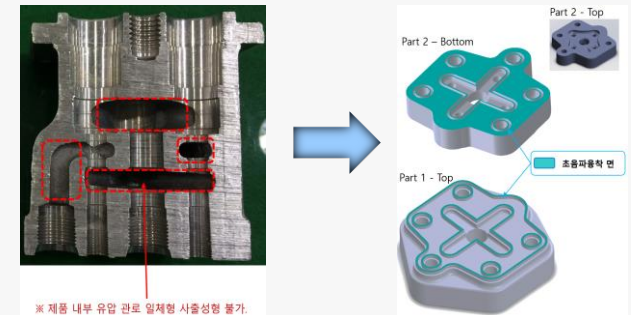 Part 2 - Top
Part 2 – Bottom
초음파융착 면
Part 1 - Top
※ 제품 내부 유압 관로 일체형 사출성형 불가.